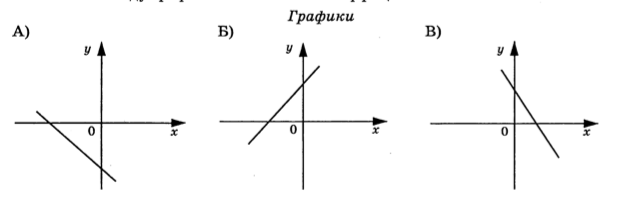 Графики
А) Б) В)
y y y
0 x 0 x 0 x